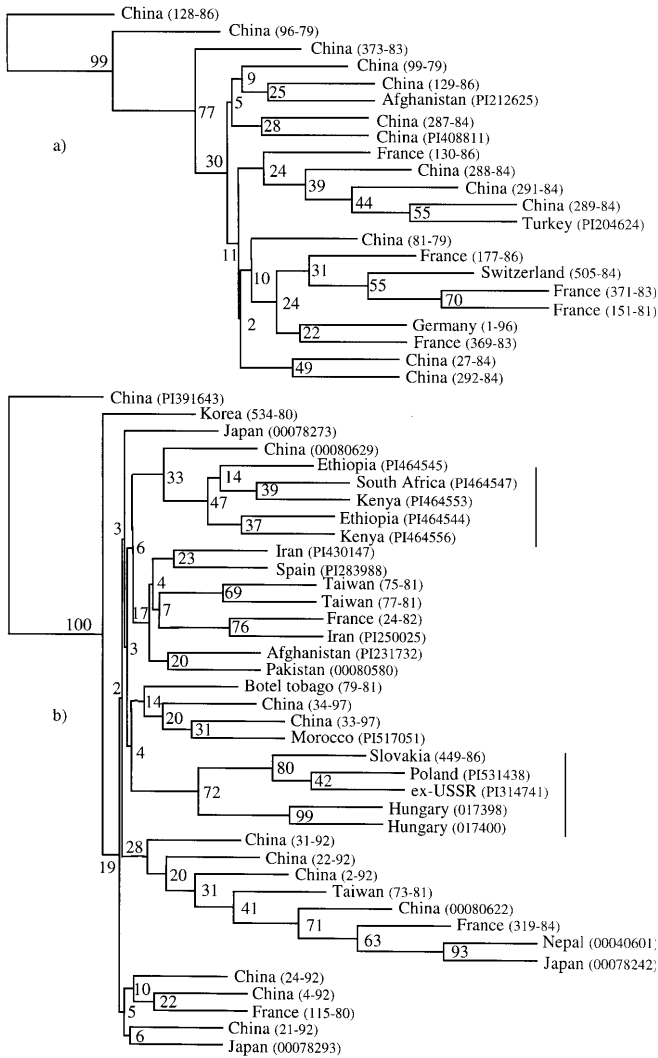 China (128-86)
China (96-79)
99
China (373-83)
China (99-79)
9
China (129-86)
5
25
Afghanistan (PI212625)
77
China (287-84)
28
China (PI408811)
a)
France (130-86)
30
24
China (288-84)
39
China (291-84)
44
China (289-84)
55
Turkey (PI204624)
China (81-79)
11
France (177-86)
10
31
Switzerland (505-84)
55
France (371-83)
24
70
France (151-81)
2
Germany (1-96)
22
France (369-83)
China (27-84)
49
China (292-84)
China (PI391643)
Korea (534-80)
Japan (00078273)
China (00080629)
Ethiopia (PI464545)
33
14
South Africa (PI464547)
39
Kenya (PI464553)
47
Ethiopia (PI464544)
3
37
Kenya (PI464556)
6
Iran (PI430147)
23
Spain (PI283988)
4
Taiwan (75-81)
69
Taiwan (77-81)
17
7
France (24-82)
100
76
Iran (PI250025)
3
Afghanistan (PI231732)
20
Pakistan (00080580)
2
Botel tobago (79-81)
14
China (34-97)
b)
20
China (33-97)
31
Morocco (PI517051)
4
Slovakia (449-86)
80
Poland (PI531438)
42
ex-USSR (PI314741)
72
Hungary (017398)
99
Hungary (017400)
China (31-92)
28
China (22-92)
19
20
China (2-92)
31
Taiwan (73-81)
41
China (00080622)
71
France (319-84)
63
Nepal (00040601)
93
Japan (00078242)
China (24-92)
10
China (4-92)
22
France (115-80)
5
China (21-92)
6
Japan (00078293)